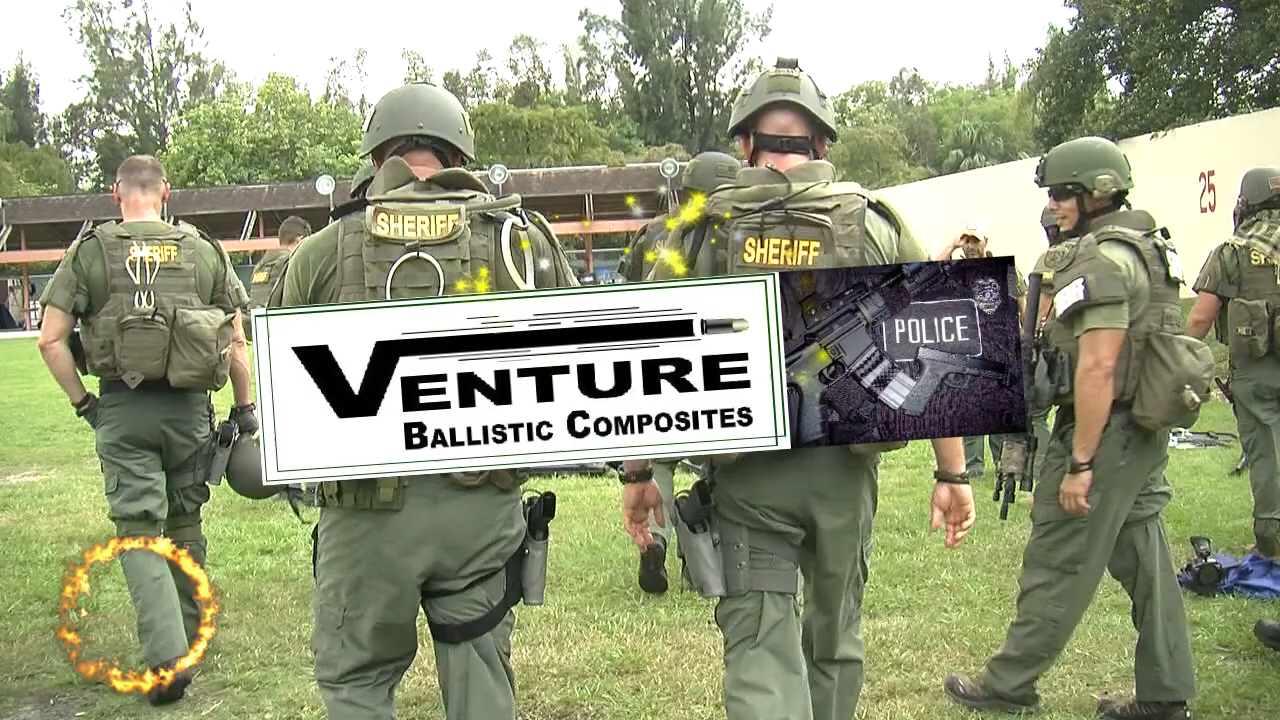 25
SHERIFF
SHERIFF
SHERIFF
VENTURE
BALLISTIC COMPOSITES
POLICE